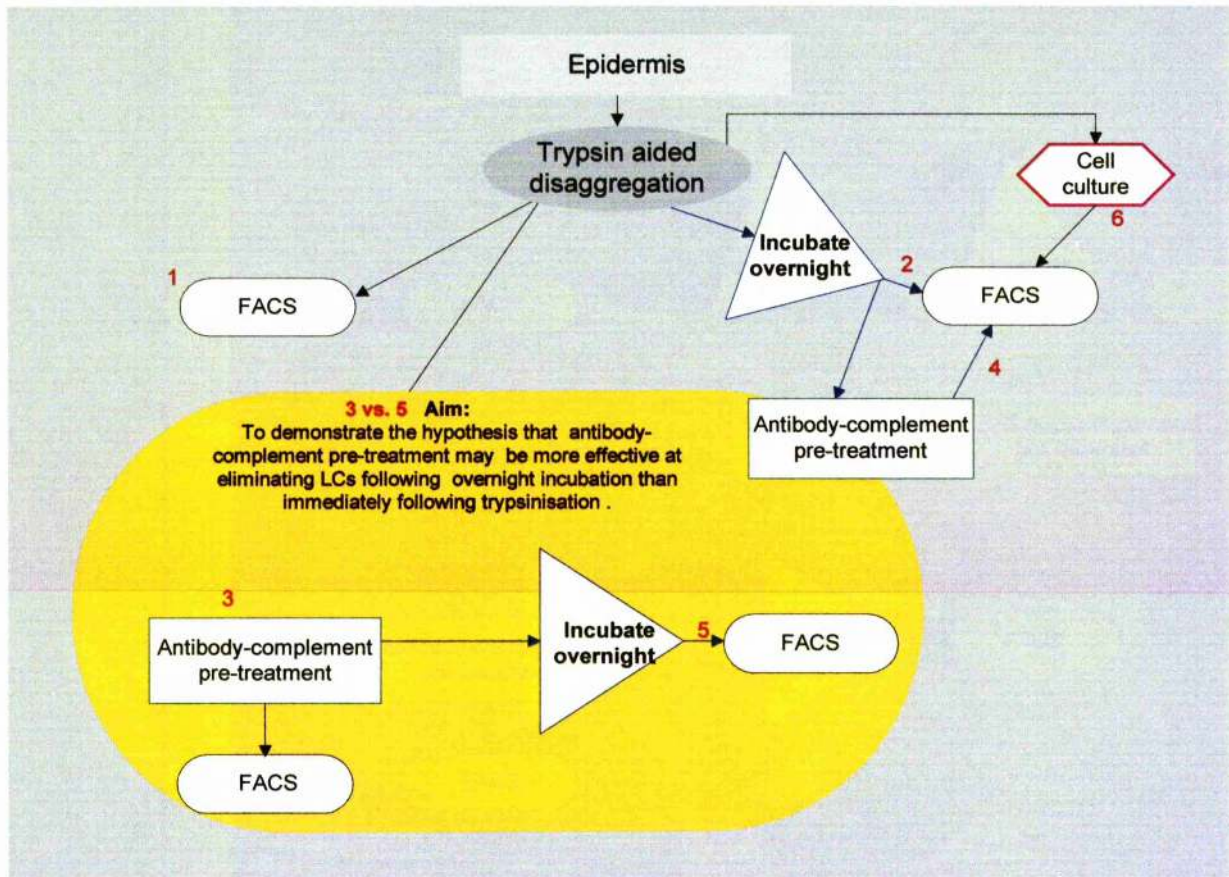 Epidermis
Trypsin aided
disaggregation
Cell
culture
6
Incubate
overnight
2
1
FACS
FACS
4
Antibody-complement
pre-treatment
3 vs. 5 Aim:
To demonstrate the hypothesis that antibody-
complement pre-treatment may be more effective at
eliminating LCs following overnight incubation than
immediately following trypsinisation .
3
Antibody-complement
pre-treatment
Incubate
overnight
5
FACS
FACS